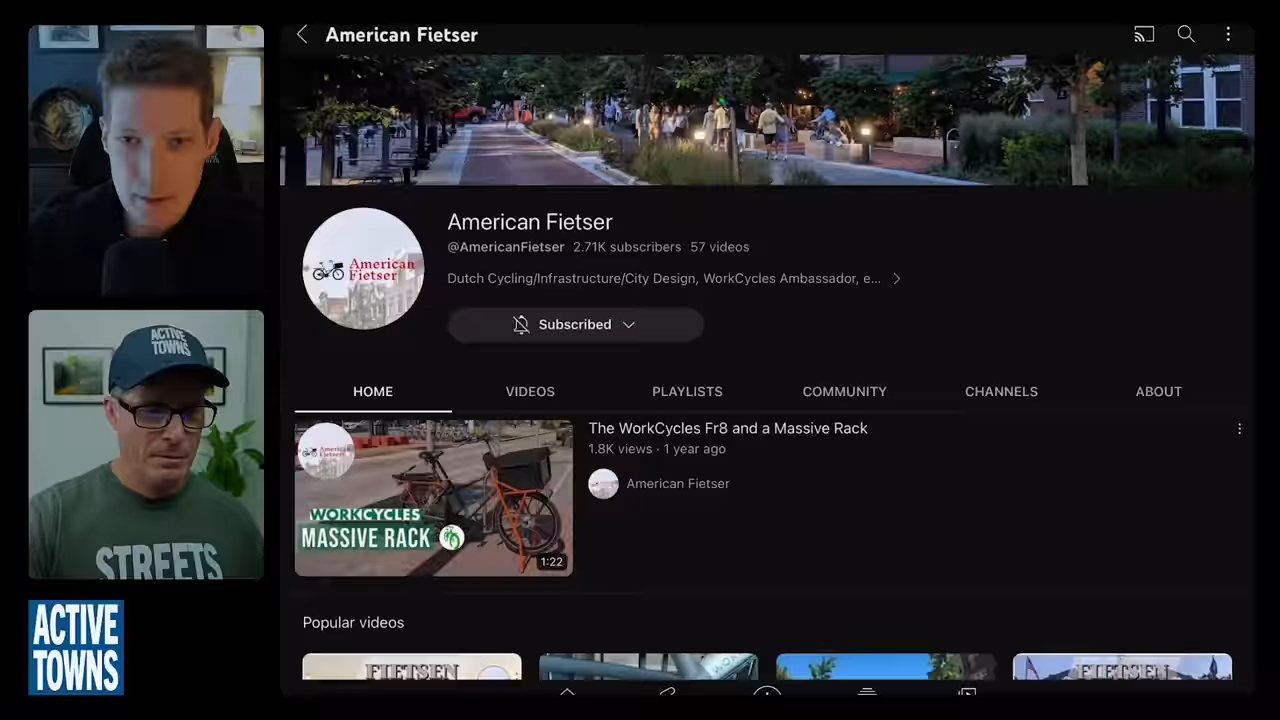 American Fietser
American Fietser
@AmericanFietser 2.71K subscribers 57 videos
Dutch Cycling/Infrastructure/City Design, WorkCycles Ambassador, e...
American
Fietser
Subscribed
HOME
VIDEOS
PLAYLISTS
COMMUNITY
CHANNELS
ABOUT
The WorkCycles Fr8 and a Massive Rack
1.8K views · 1 year ago
American Fietser
WORKCYCLES
MASSIVE RACK
1:22
Popular videos
FIETSEN
FIETSEN
ACTIVE
TOWNS
STREETS
ACTIVE
TOWNS